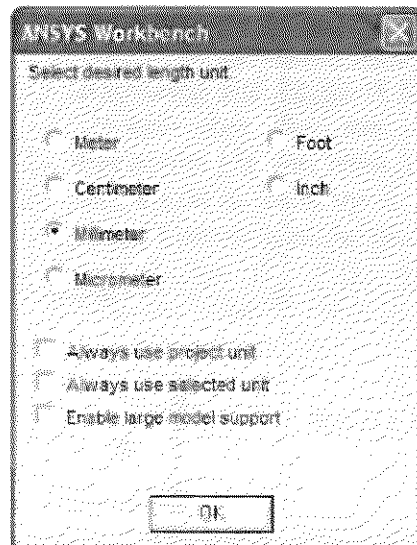 ANSYS Workbench
Select desired length unit
Meter
Foot
Centimeter
Inch
Millimeter
Micrometer
Always use project unit
Always use selected unit
Enable large model support
OK